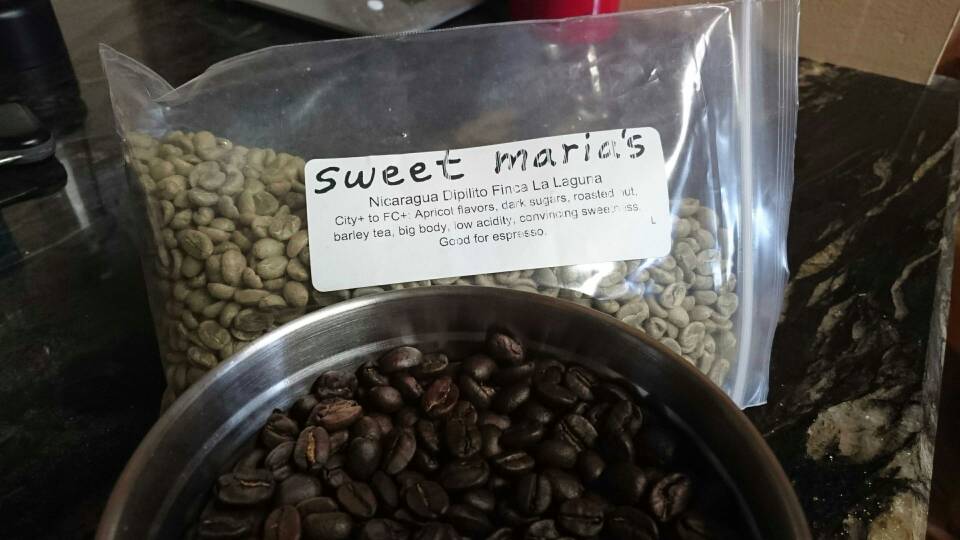 sweet maria's
Nicaragua Dipilito Finca La Laguna
City+ to FC+: Apricot flavors, dark sugars, roasted nut,
barley tea, big body, low acidity, convincing sweetness.
Good for espresso.
L